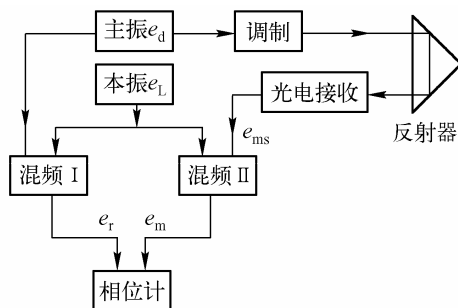 主振e_d
调制
本振e_L
光电接收
反射器
e_ms
混频 I
混频 II
e_r
e_m
相位计